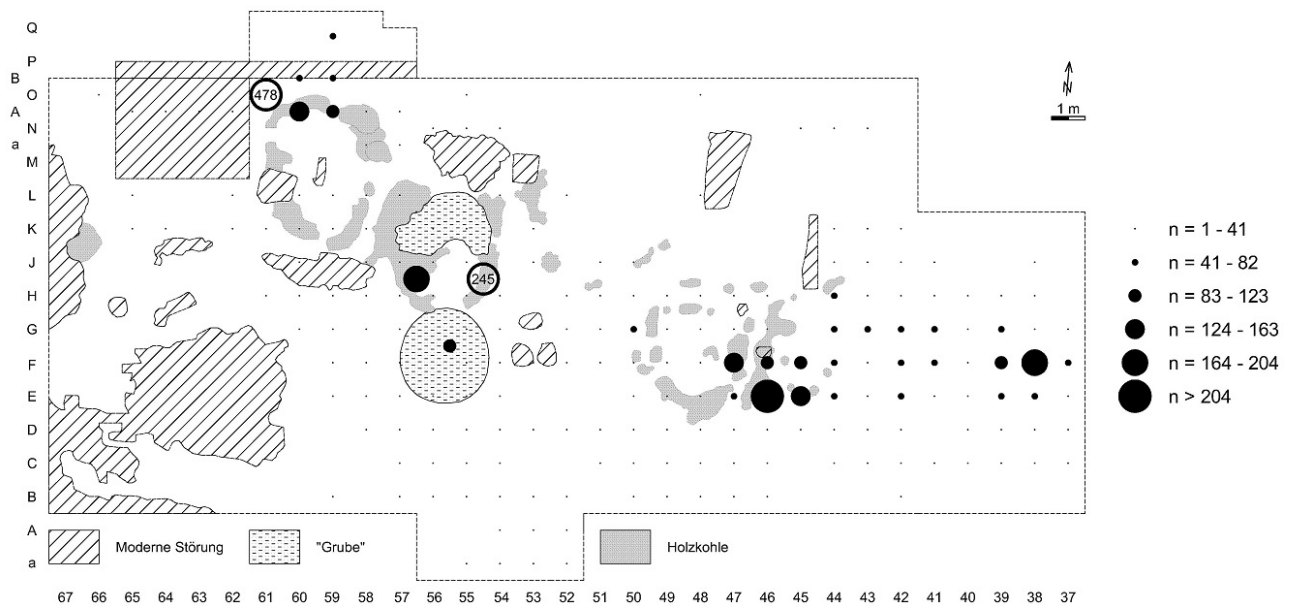 Q
P
B
O
A
N
a
M
L
K
J
H
G
F
E
D
C
B
A
a
478
245
N
1 m
n = 1 - 41
n = 41 - 82
n = 83 - 123
n = 124 - 163
n = 164 - 204
n > 204
Moderne Störung "Grube" Holzkohle
67 66 65 64 63 62 61 60 59 58 57 56 55 54 53 52 51 50 49 48 47 46 45 44 43 42 41 40 39 38 37